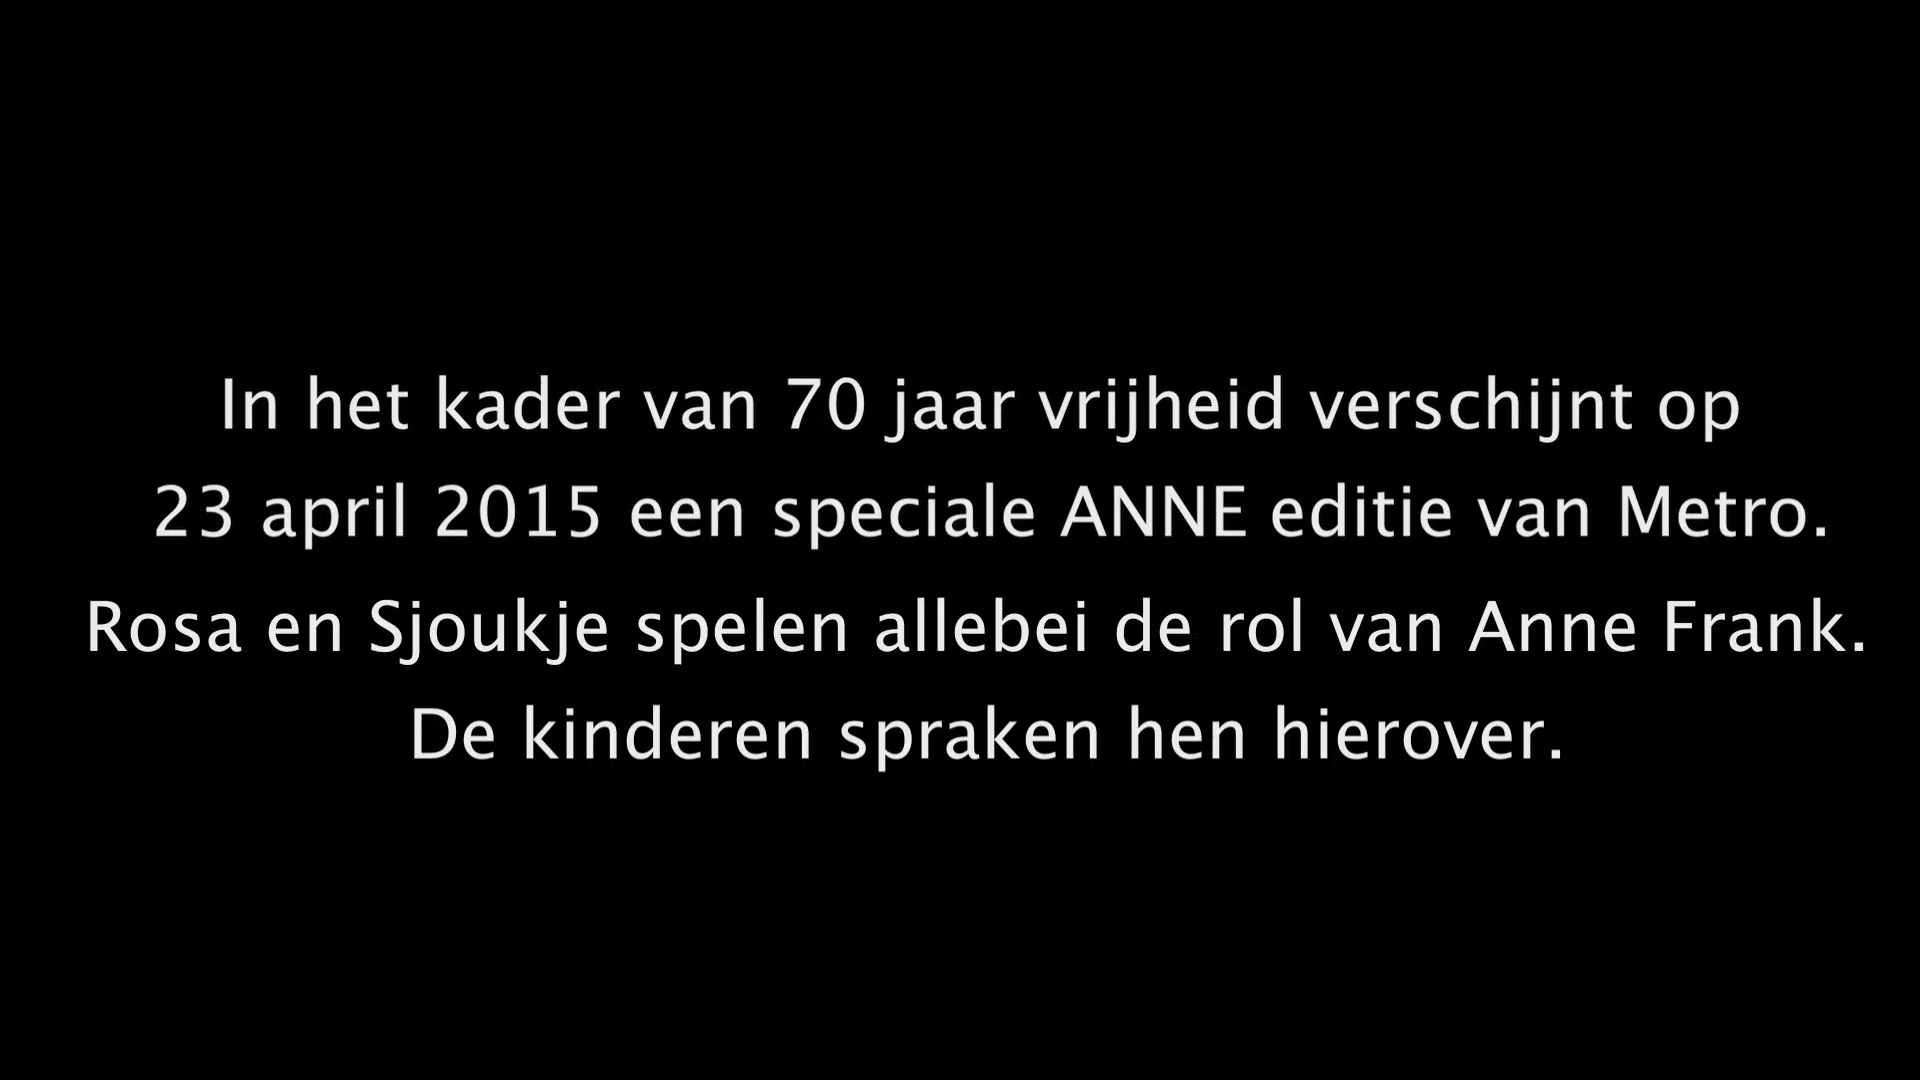 In het kader van 70 jaar vrijheid verschijnt op
23 april 2015 een speciale ANNE editie van Metro.
Rosa en Sjoukje spelen allebei de rol van Anne Frank.
De kinderen spraken hen hierover.